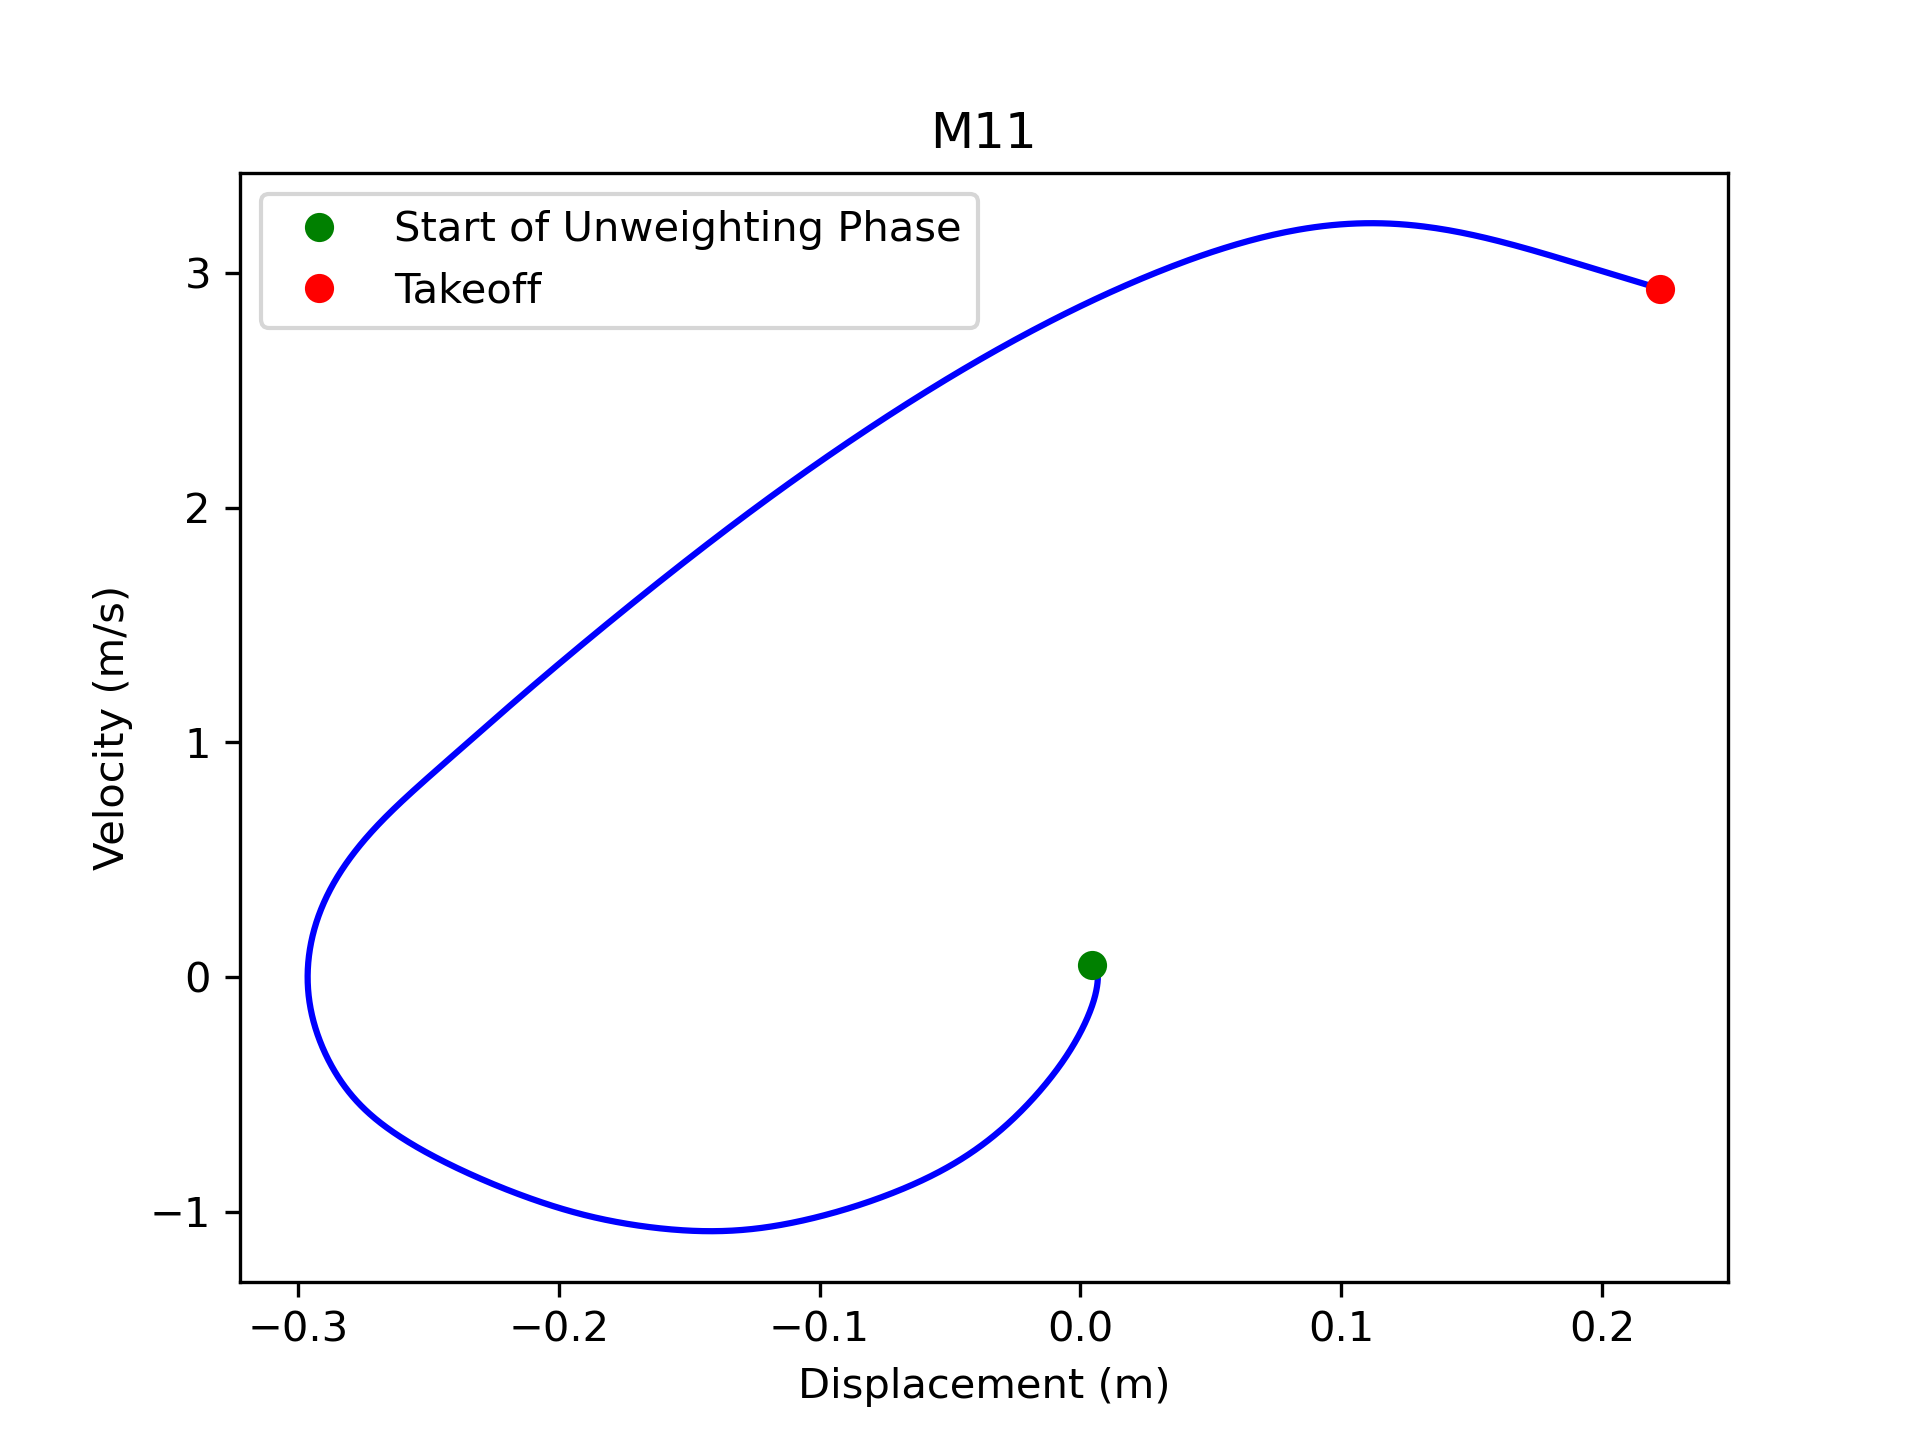 M11
Start of Unweighting Phase
Takeoff
3
2
1
0
−1
Velocity (m/s)
−0.3 −0.2 −0.1 0.0 0.1 0.2
Displacement (m)